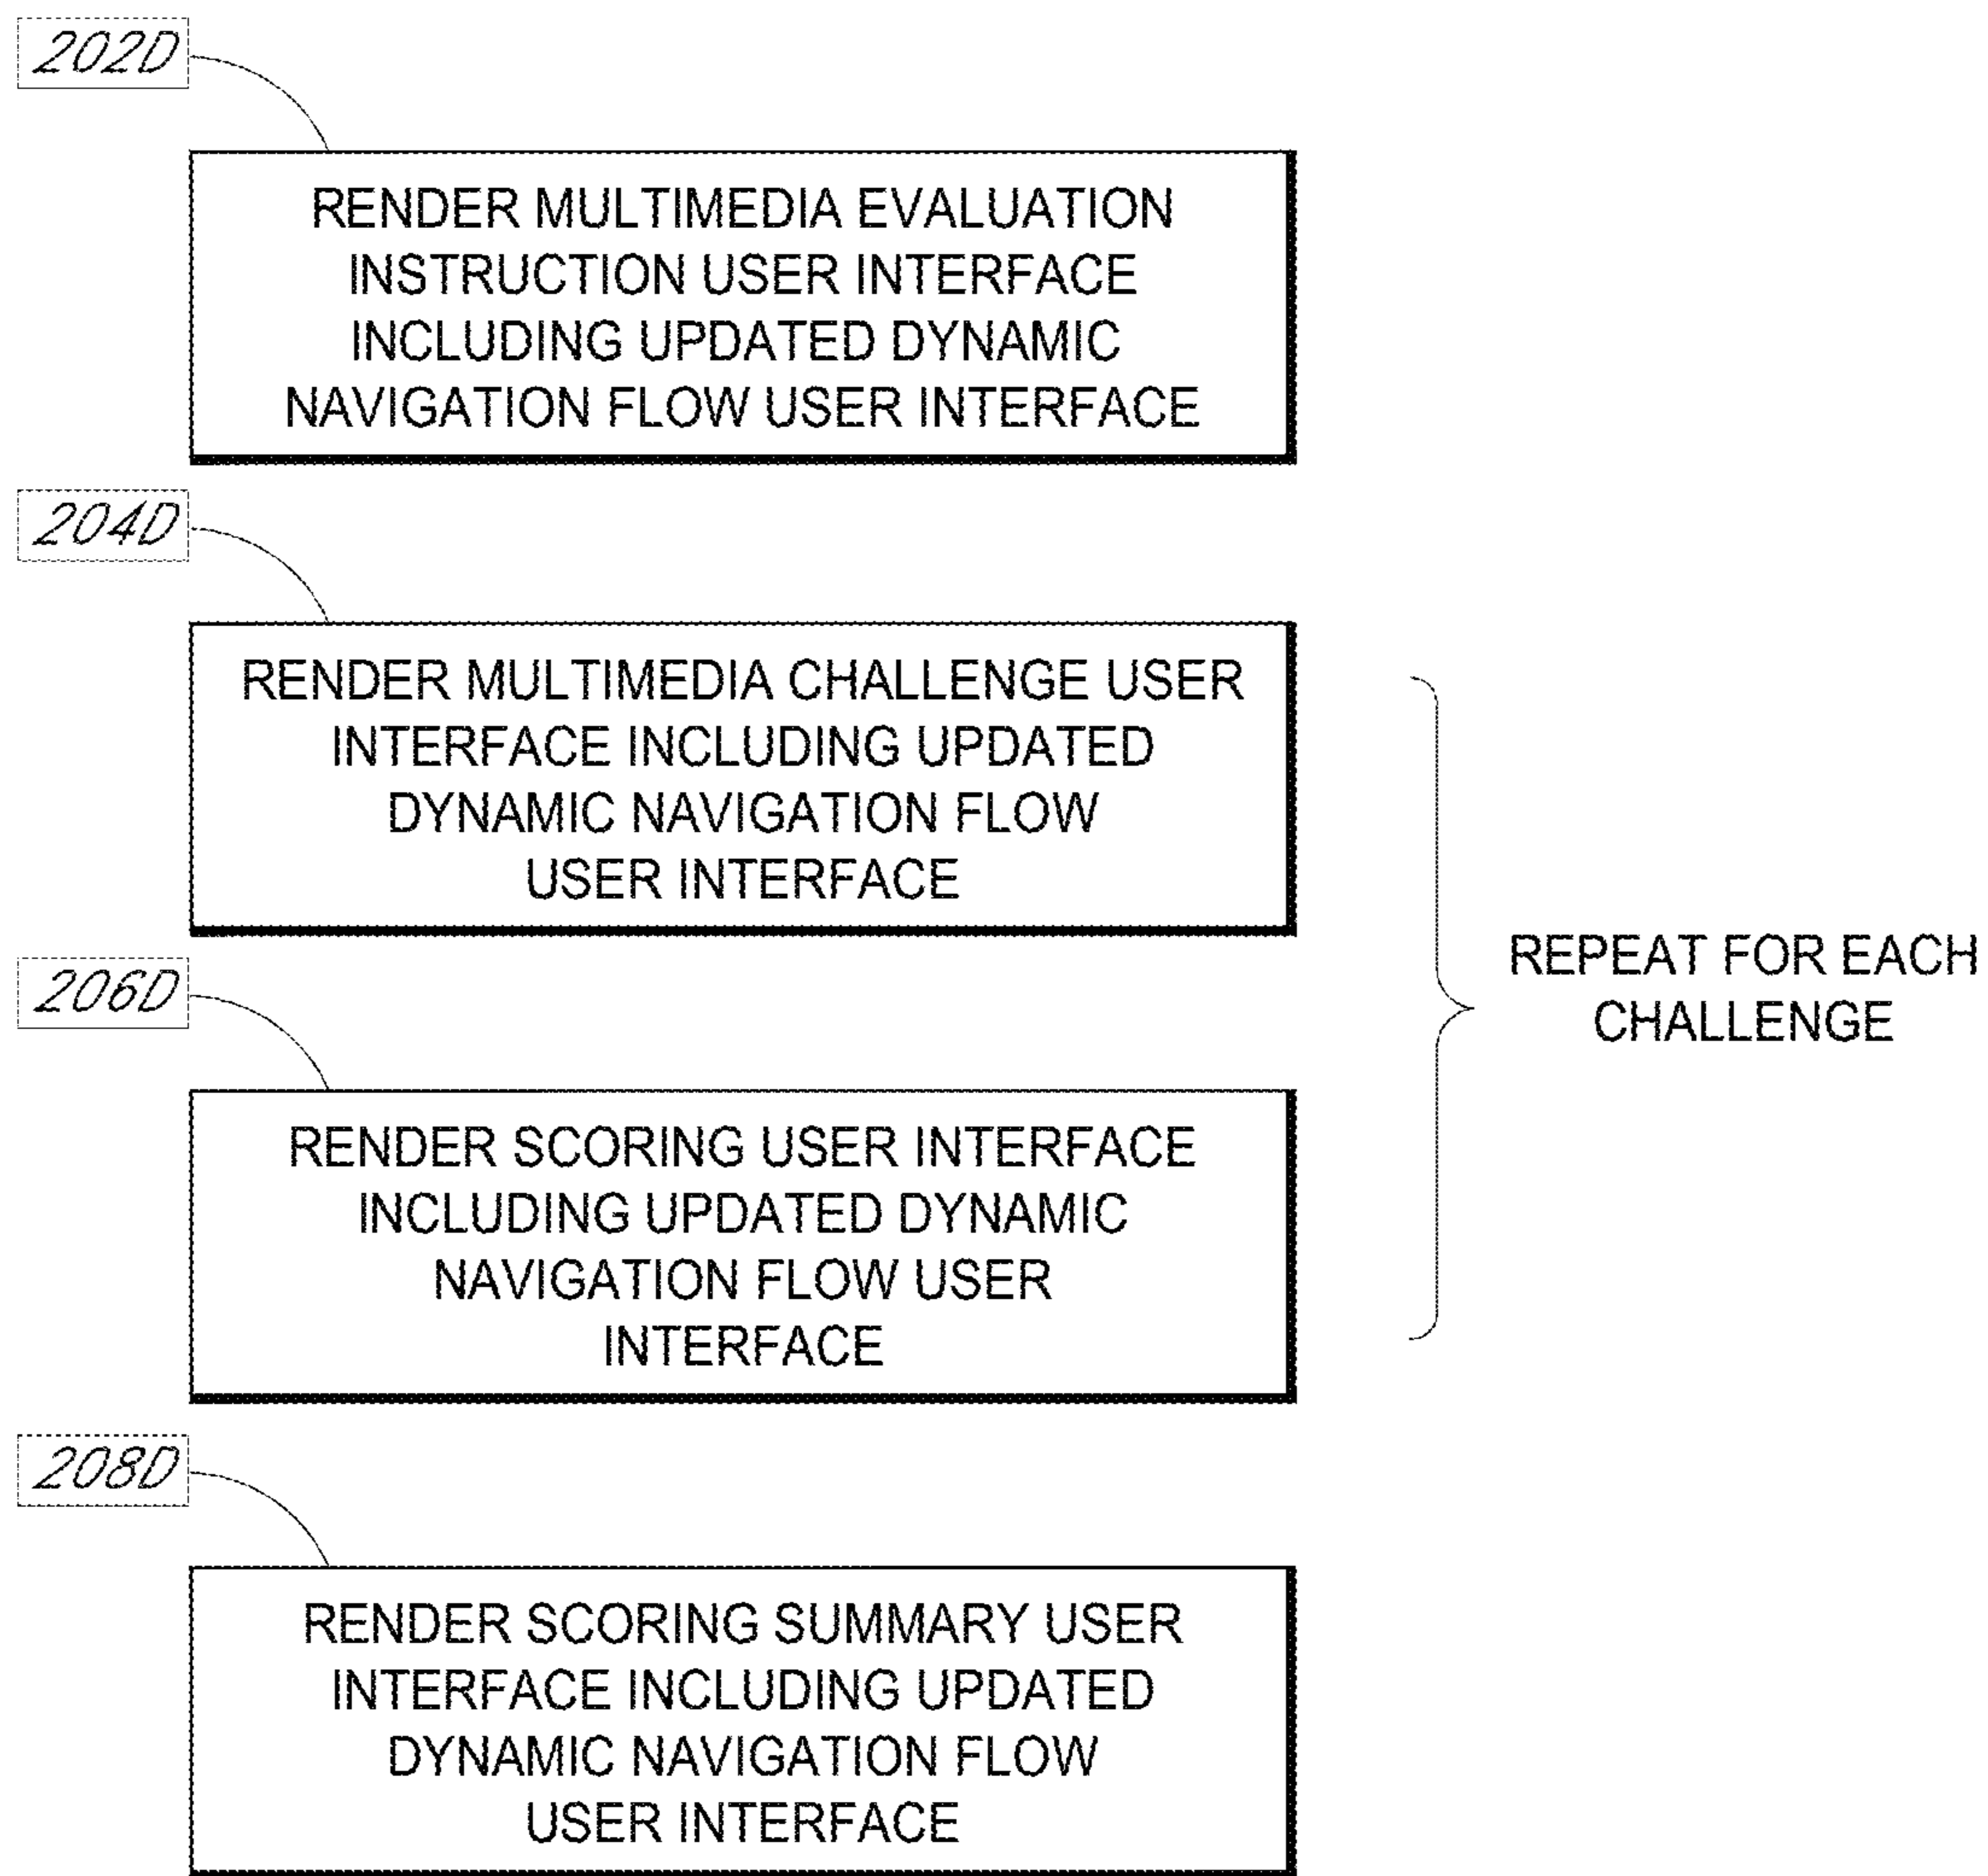 202D
RENDER MULTIMEDIA EVALUATION
INSTRUCTION USER INTERFACE
INCLUDING UPDATED DYNAMIC
NAVIGATION FLOW USER INTERFACE
204D
RENDER MULTIMEDIA CHALLENGE USER
INTERFACE INCLUDING UPDATED
DYNAMIC NAVIGATION FLOW
USER INTERFACE
206D
RENDER SCORING USER INTERFACE
INCLUDING UPDATED DYNAMIC
NAVIGATION FLOW USER
INTERFACE
REPEAT FOR EACH
CHALLENGE
208D
RENDER SCORING SUMMARY USER
INTERFACE INCLUDING UPDATED
DYNAMIC NAVIGATION FLOW
USER INTERFACE